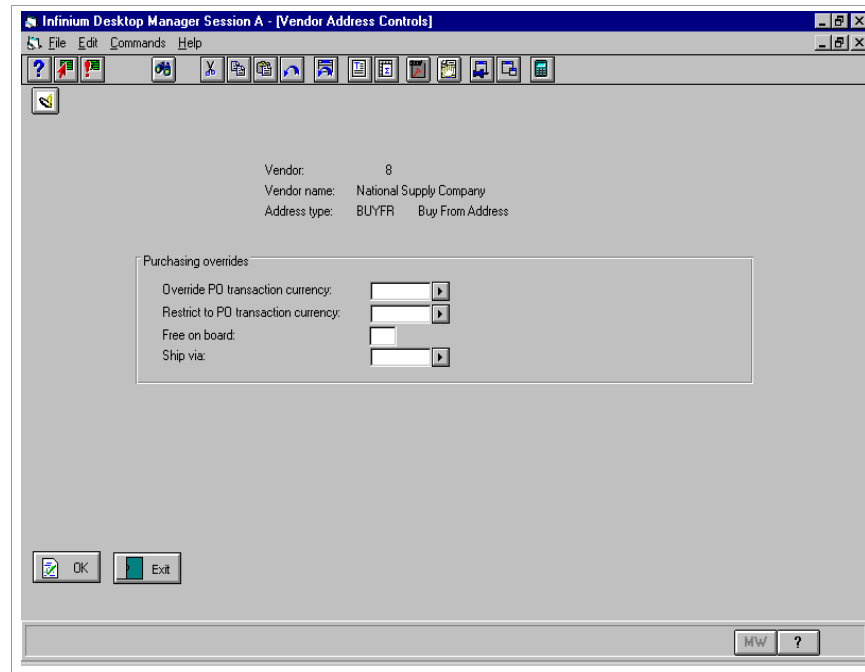 Infinium Desktop Manager Session A - [Vendor Address Controls]
File Edit Commands Help
Vendor: 8
Vendor name: National Supply Company
Address type: BUYFR Buy From Address
Purchasing overrides
Override PO transaction currency:
Restrict to PO transaction currency:
Free on board:
Ship via:
OK Exit
MW ?